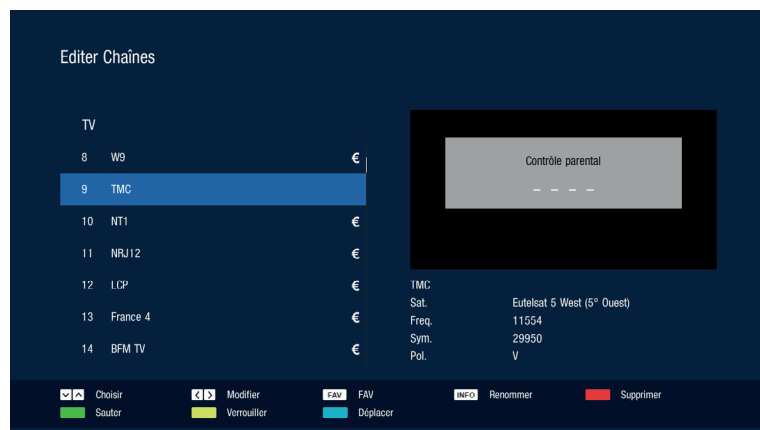 Editer Chaînes
TV
8 W9 €
9 TMC
10 NT1 €
11 NRJ12 €
12 LCP €
13 France 4 €
14 BFM TV €
Contrôle parental
_ _ _ _
TMC
Sat. Eutelsat 5 West (5° Ouest)
Freq. 11554
Sym. 29950
Pol. V
Choisir < > Modifier FAV FAV INFO Renommer Supprimer
Sauter Verrouiller Déplacer